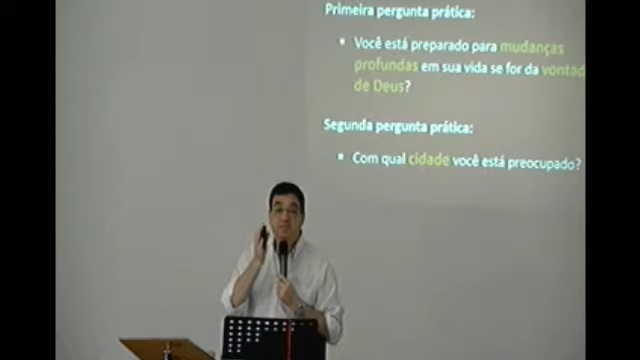 Primeira pergunta prática:
• Você está preparado para mudanças
profundas em sua vida se for da vontad
de Deus?
Segunda pergunta prática:
• Com qual cidade você está preocupado?